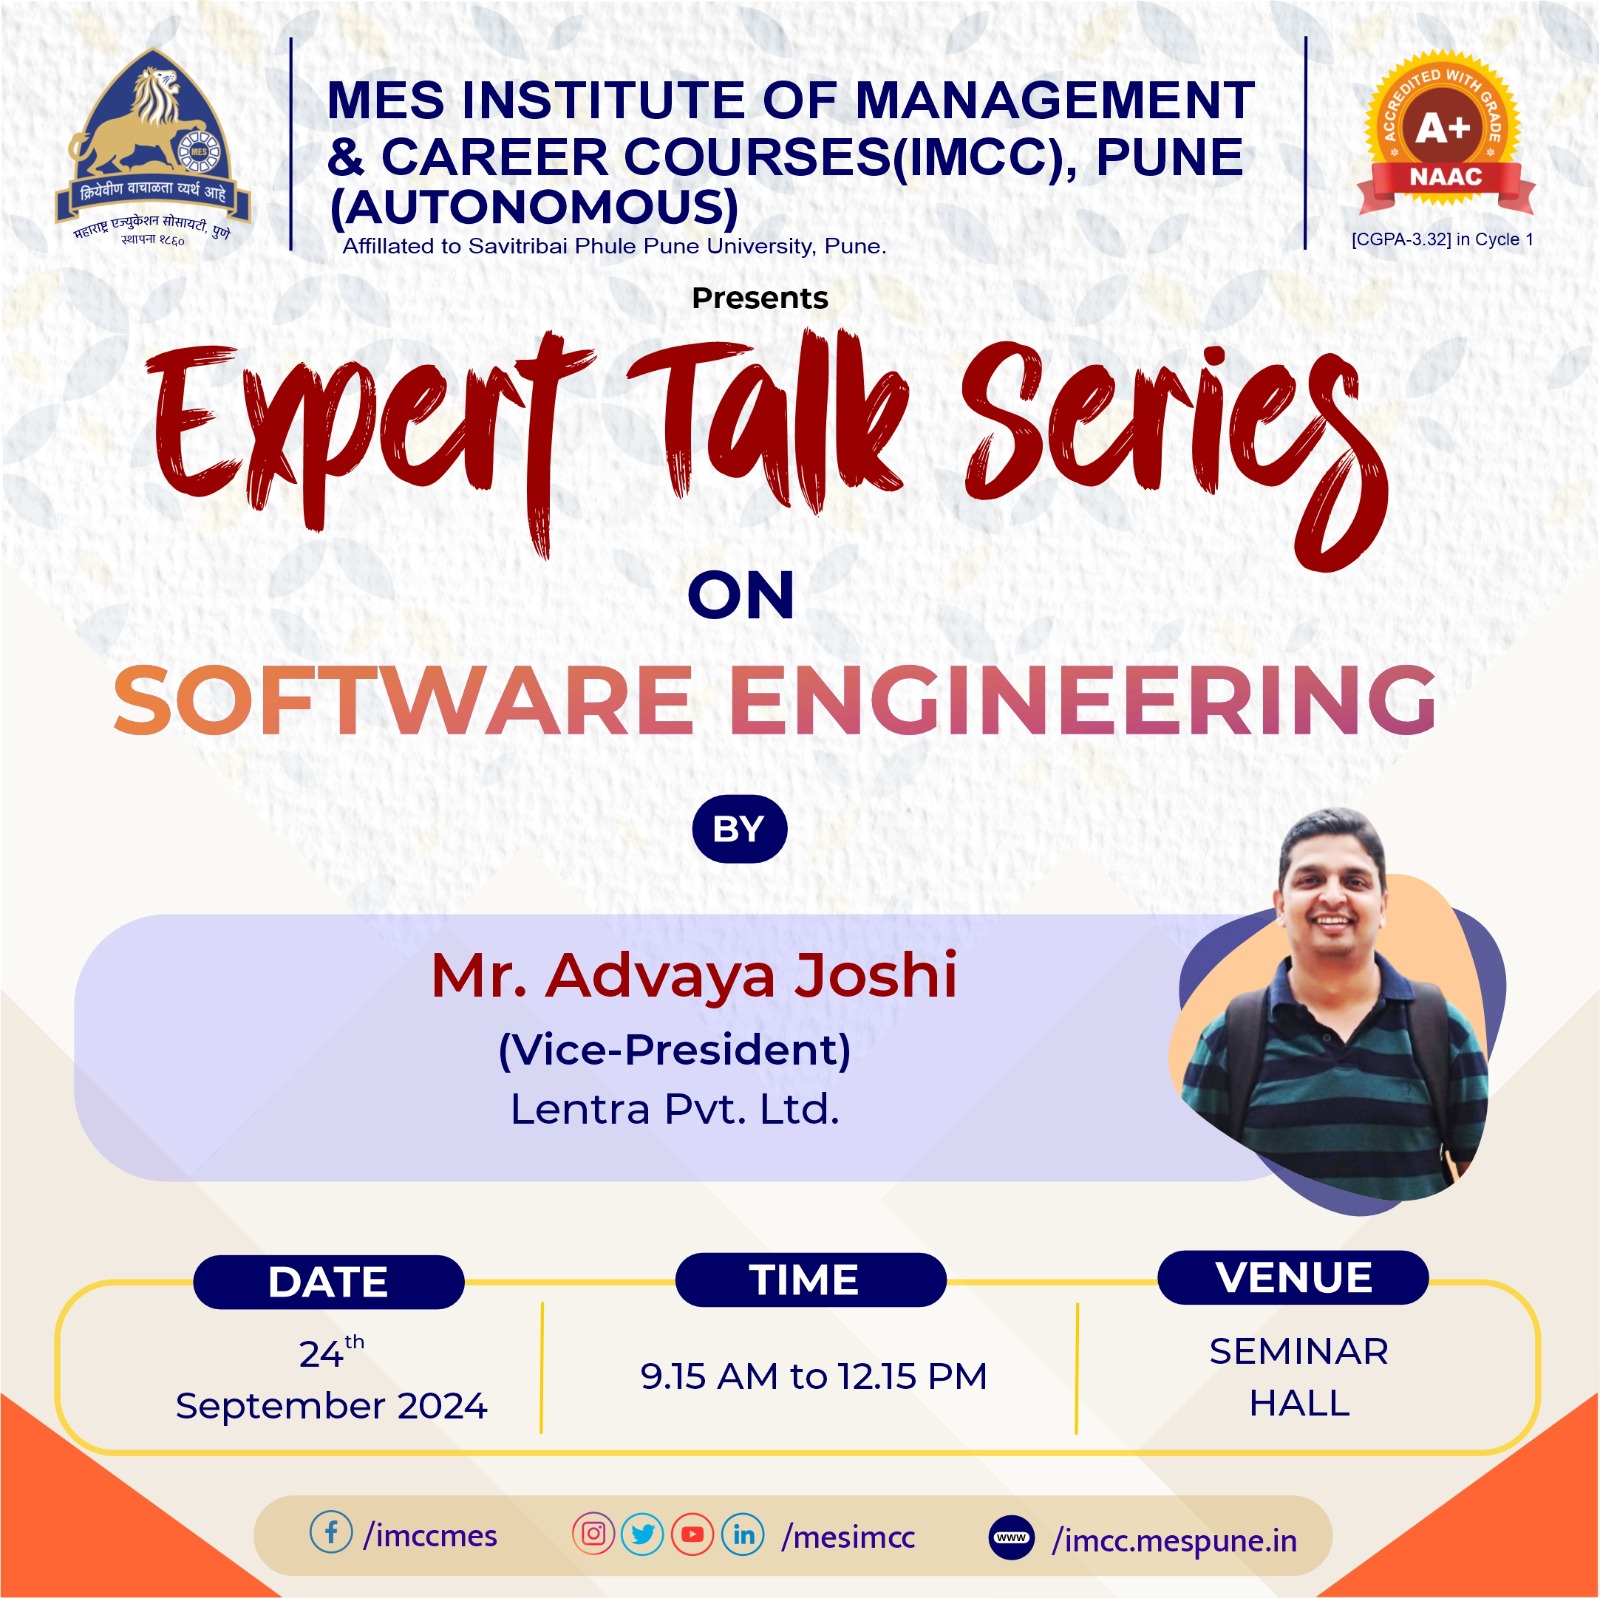 MES INSTITUTE OF MANAGEMENT
& CAREER COURSES(IMCC), PUNE
(AUTONOMOUS)
Affillated to Savitribai Phule Pune University, Pune.
MES
क्रियेवीण वाचाळता व्यर्थ आहे
महाराष्ट्र एज्युकेशन सोसायटी, पुणे
स्थापना १८६०
ACCREDITED WITH GRADE
A+
NAAC
[CGPA-3.32] in Cycle 1
Presents
Expert Talk Series
ON
SOFTWARE ENGINEERING
BY
Mr. Advaya Joshi
(Vice-President)
Lentra Pvt. Ltd.
DATE
24th
September 2024
TIME
9.15 AM to 12.15 PM
VENUE
SEMINAR
HALL
/imccmes
/mesimcc
www
/imcc.mespune.in